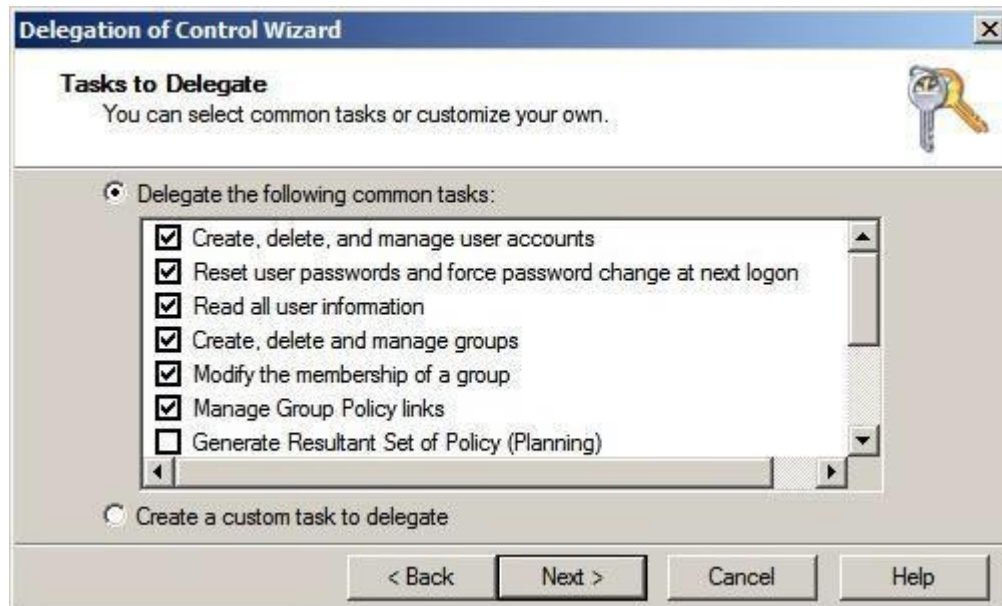 Delegation of Control Wizard
Tasks to Delegate
You can select common tasks or customize your own.
Delegate the following common tasks:
Create, delete, and manage user accounts
Reset user passwords and force password change at next logon
Read all user information
Create, delete and manage groups
Modify the membership of a group
Manage Group Policy links
Generate Resultant Set of Policy (Planning)
Create a custom task to delegate
< Back Next > Cancel Help